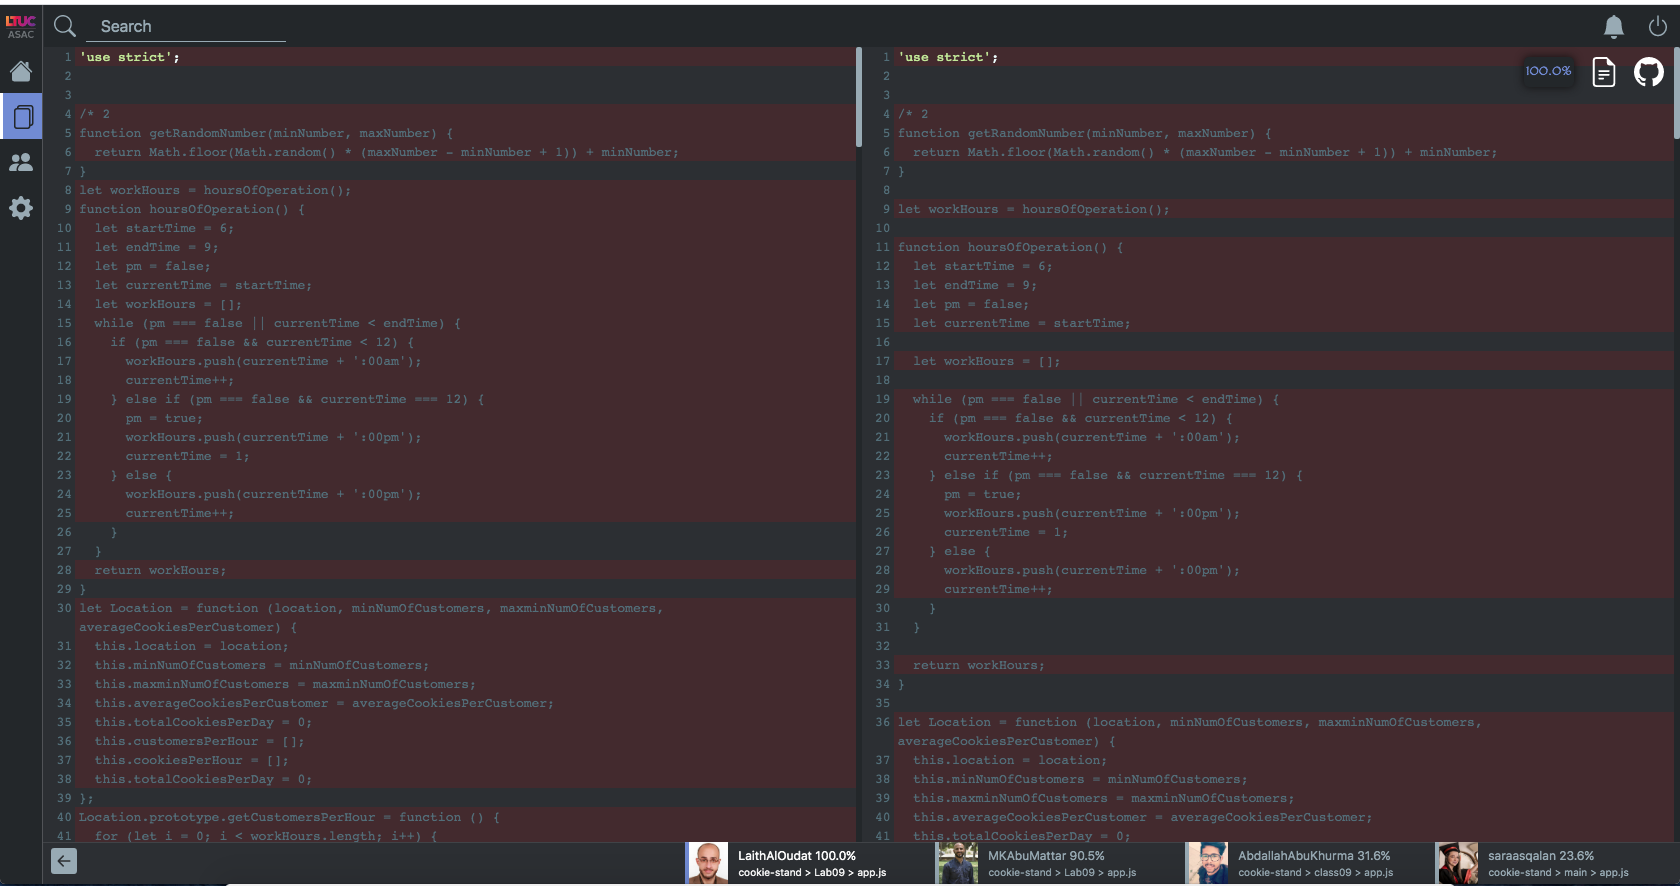 LTUC
ASAC
Search
1 'use strict';
2
3
4 /* 2
5 function getRandomNumber(minNumber, maxNumber) {
6 return Math.floor(Math.random() * (maxNumber - minNumber + 1)) + minNumber;
7 }
8 let workHours = hoursOfOperation();
9 function hoursOfOperation() {
10 let startTime = 6;
11 let endTime = 9;
12 let pm = false;
13 let currentTime = startTime;
14 let workHours = [];
15 while (pm === false || currentTime < endTime) {
16 if (pm === false && currentTime < 12) {
17 workHours.push(currentTime + ':00am');
18 currentTime++;
19 } else if (pm === false && currentTime === 12) {
20 pm = true;
21 workHours.push(currentTime + ':00pm');
22 currentTime = 1;
23 } else {
24 workHours.push(currentTime + ':00pm');
25 currentTime++;
26 }
27 }
28 return workHours;
29 }
30 let Location = function (location, minNumOfCustomers, maxminNumOfCustomers,
averageCookiesPerCustomer) {
31 this.location = location;
32 this.minNumOfCustomers = minNumOfCustomers;
33 this.maxminNumOfCustomers = maxminNumOfCustomers;
34 this.averageCookiesPerCustomer = averageCookiesPerCustomer;
35 this.totalCookiesPerDay = 0;
36 this.customersPerHour = [];
37 this.cookiesPerHour = [];
38 this.totalCookiesPerDay = 0;
39 };
40 Location.prototype.getCustomersPerHour = function () {
41 for (let i = 0; i < workHours.length; i++) {
1 'use strict';
2
3
4 /* 2
5 function getRandomNumber(minNumber, maxNumber) {
6 return Math.floor(Math.random() * (maxNumber - minNumber + 1)) + minNumber;
7 }
8
9 let workHours = hoursOfOperation();
10
11 function hoursOfOperation() {
12 let startTime = 6;
13 let endTime = 9;
14 let pm = false;
15 let currentTime = startTime;
16
17 let workHours = [];
18
19 while (pm === false || currentTime < endTime) {
20 if (pm === false && currentTime < 12) {
21 workHours.push(currentTime + ':00am');
22 currentTime++;
23 } else if (pm === false && currentTime === 12) {
24 pm = true;
25 workHours.push(currentTime + ':00pm');
26 currentTime = 1;
27 } else {
28 workHours.push(currentTime + ':00pm');
29 currentTime++;
30 }
31 }
32
33 return workHours;
34 }
35
36 let Location = function (location, minNumOfCustomers, maxminNumOfCustomers,
averageCookiesPerCustomer) {
37 this.location = location;
38 this.minNumOfCustomers = minNumOfCustomers;
39 this.maxminNumOfCustomers = maxminNumOfCustomers;
40 this.averageCookiesPerCustomer = averageCookiesPerCustomer;
41 this.totalCookiesPerDay = 0;
100.0%
LaithAlOudat 100.0%
cookie-stand > Lab09 > app.js
MKAbuMattar 90.5%
cookie-stand > Lab09 > app.js
AbdallahAbuKhurma 31.6%
cookie-stand > class09 > app.js
saraasqalan 23.6%
cookie-stand > main > app.js